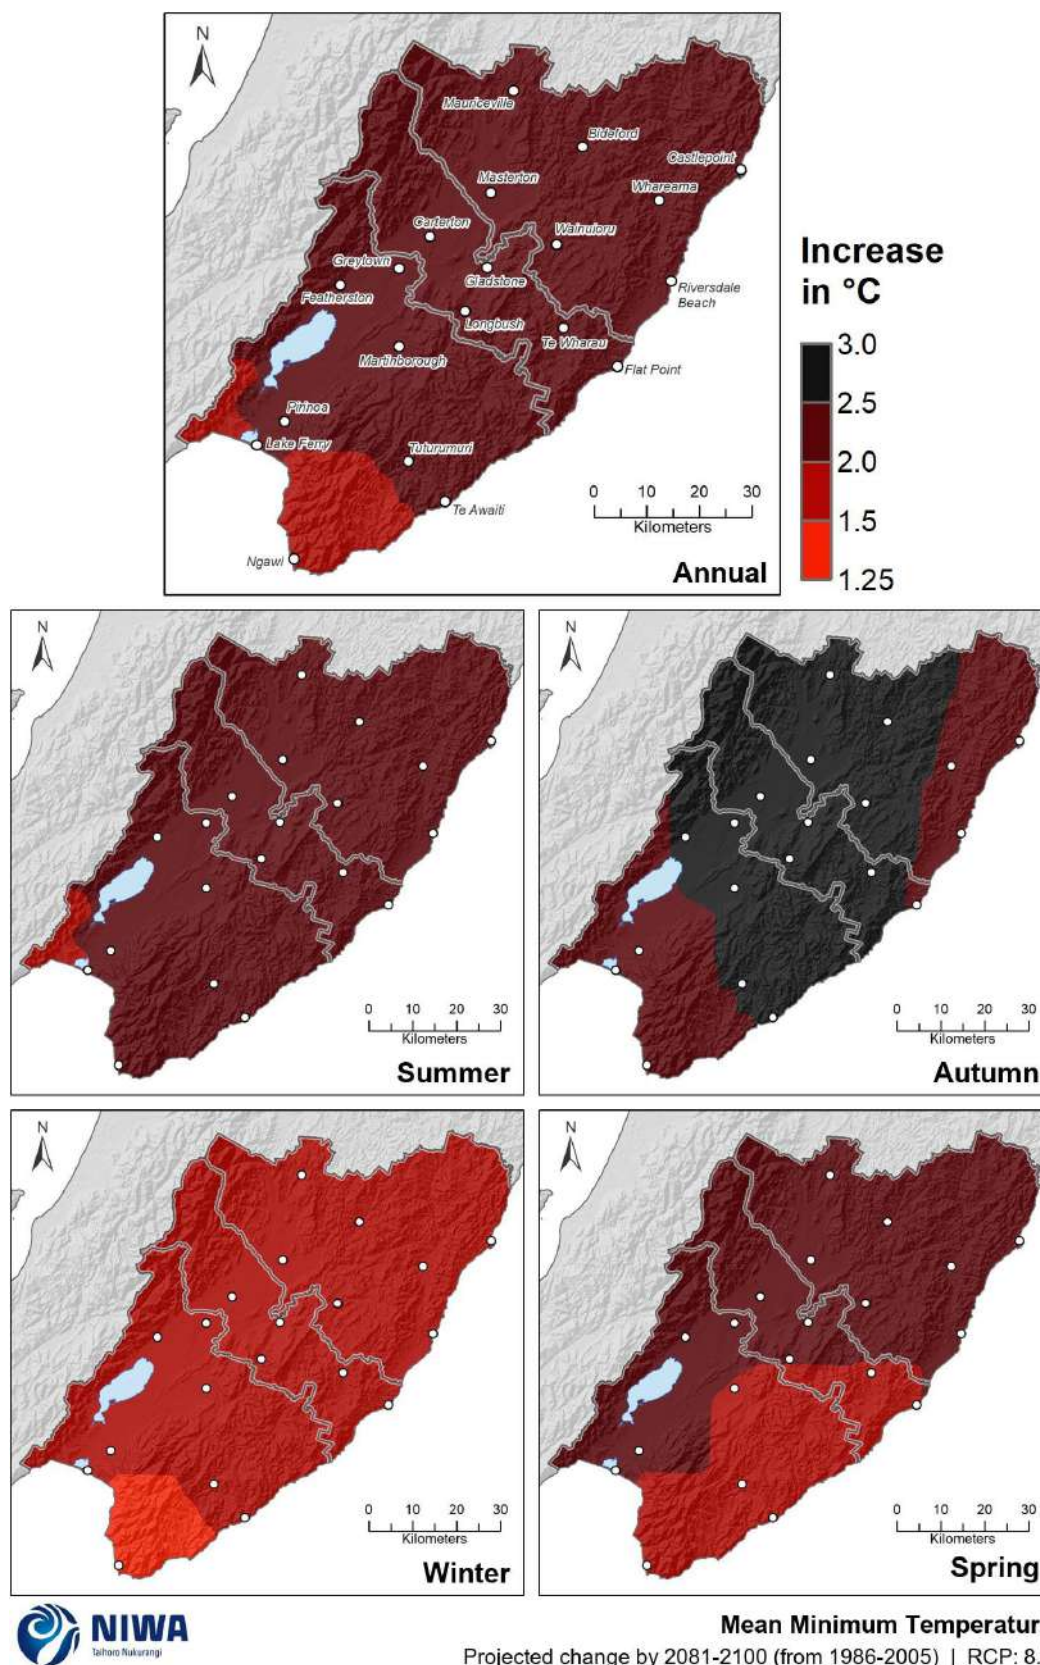 N
Mauriceville
Bideford
Castlepoint
Masterton
Whareama
Carterton
Wainuioru
Greytown
Gladstone
Featherston
Riversdale
Beach
Longbush
Te Wharau
Martinborough
Flat Point
Pirinoa
Lake Ferry
Tuturumuri
Te Awaiti
Ngawi
0 10 20 30
Kilometers
Annual
Increase
in °C
3.0
2.5
2.0
1.5
1.25
N
0 10 20 30
Kilometers
Summer
N
0 10 20 30
Kilometers
Autumn
N
0 10 20 30
Kilometers
Winter
N
0 10 20 30
Kilometers
Spring
NIWA
Taihoro Nukurangi
Mean Minimum Temperatur
Projected change by 2081-2100 (from 1986-2005) | RCP: 8.